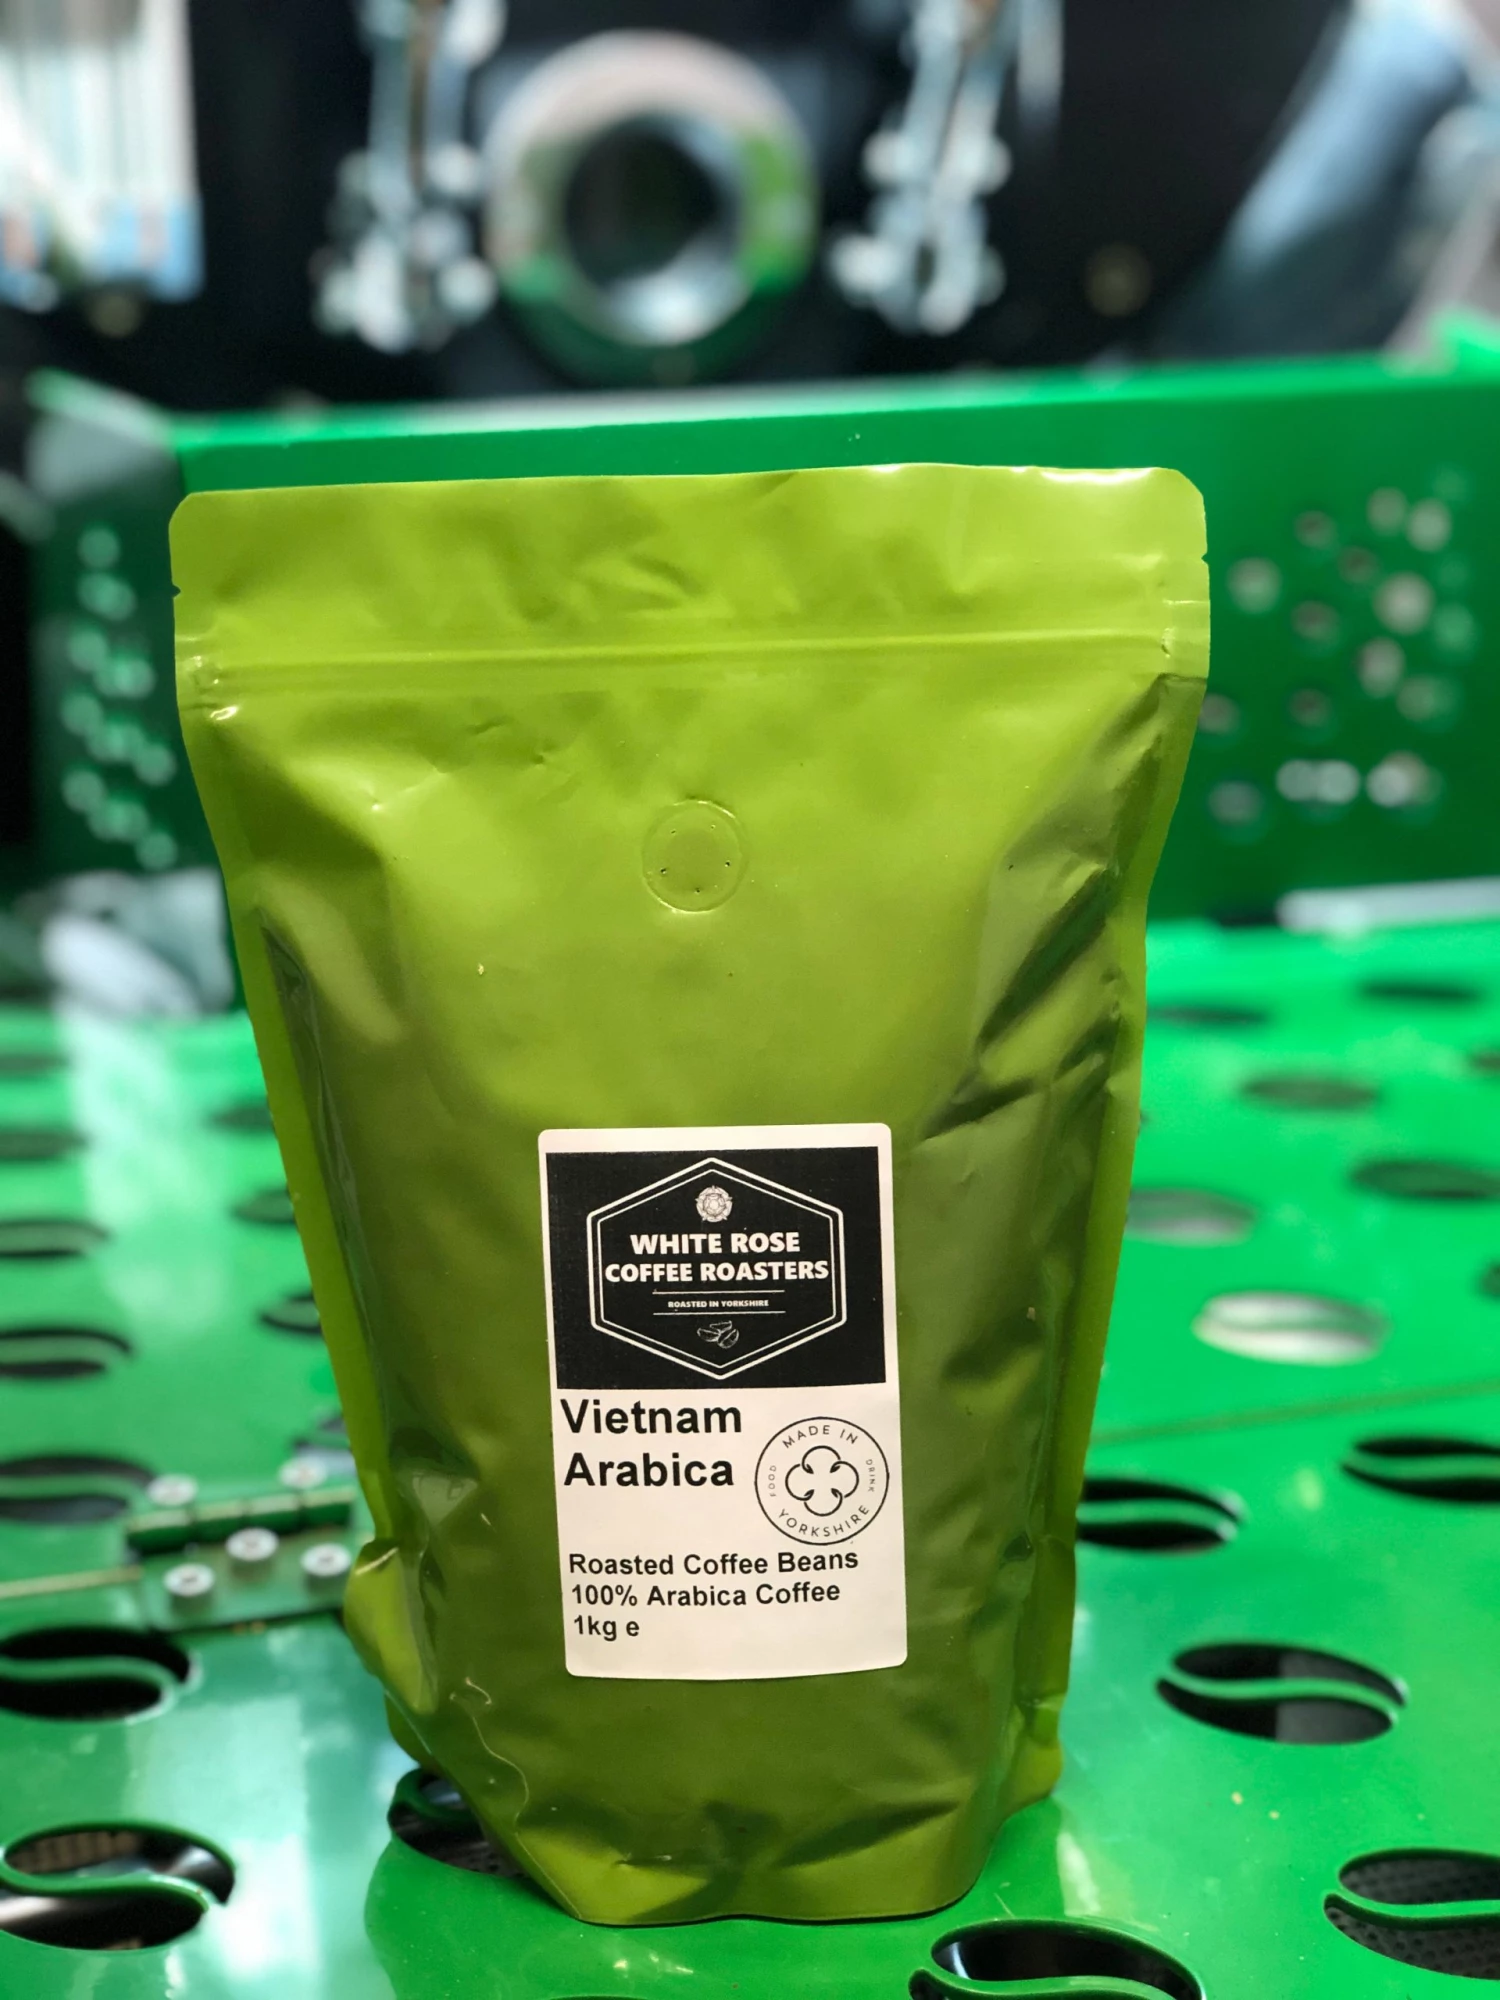 WHITE ROSE
COFFEE ROASTERS
ROASTED IN YORKSHIRE
Vietnam
Arabica
MADE IN
FOOD
DRINK
YORKSHIRE
Roasted Coffee Beans
100% Arabica Coffee
1kg e